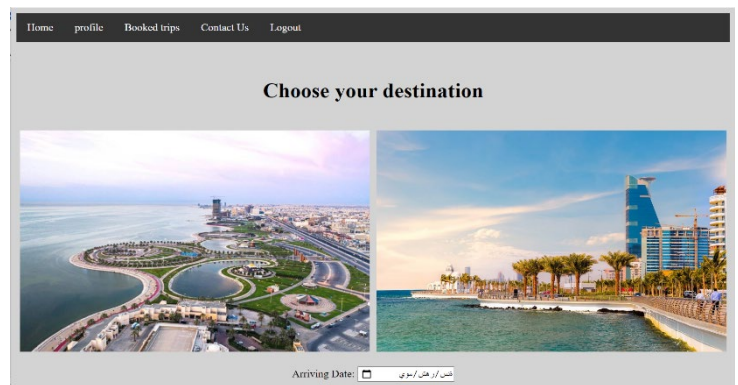 Home profile Booked trips Contact Us Logout
Choose your destination
Arriving Date: